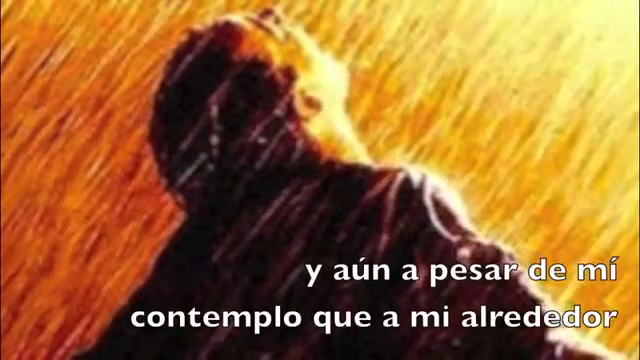 y aún a pesar de mí
contemplo que a mi alrededor